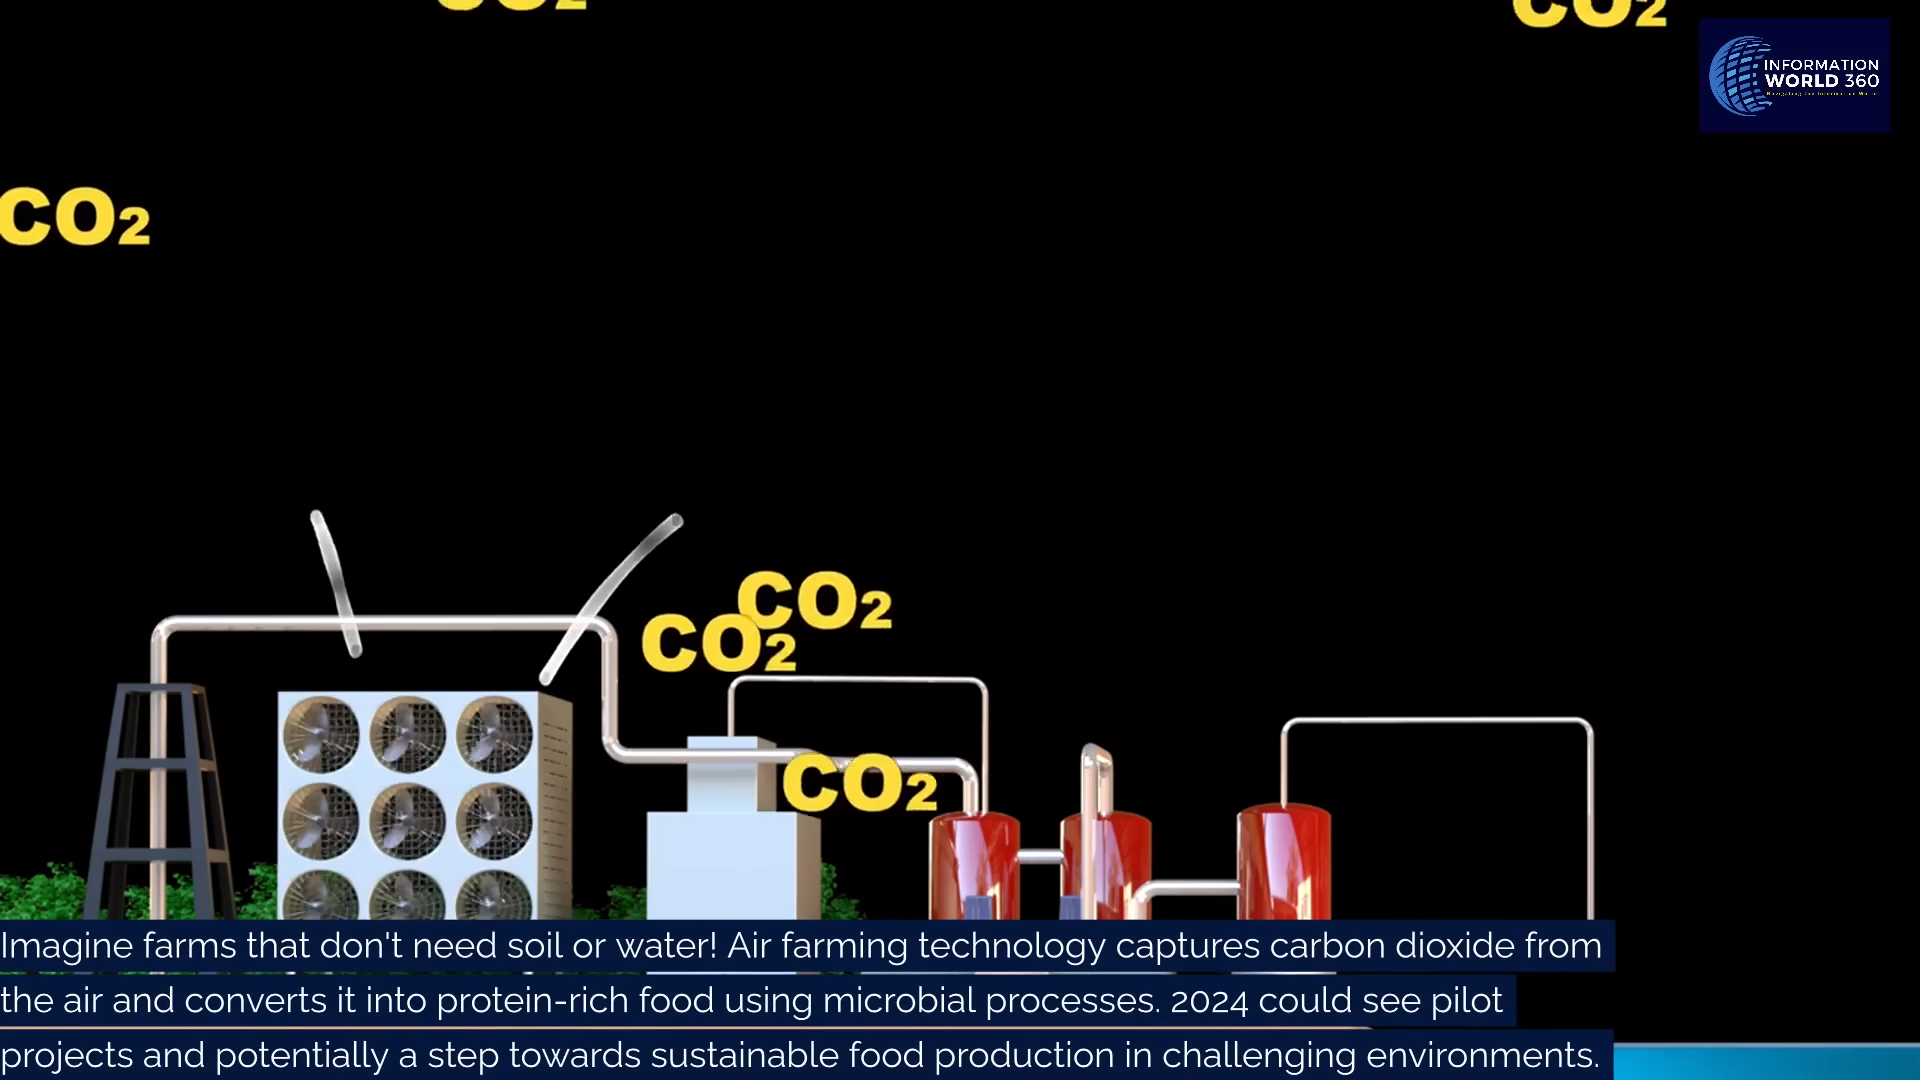 CO2
CO2
INFORMATION
WORLD 360
CO2
CO2
CO2
CO2
Imagine farms that don't need soil or water! Air farming technology captures carbon dioxide from
the air and converts it into protein-rich food using microbial processes. 2024 could see pilot
projects and potentially a step towards sustainable food production in challenging environments.